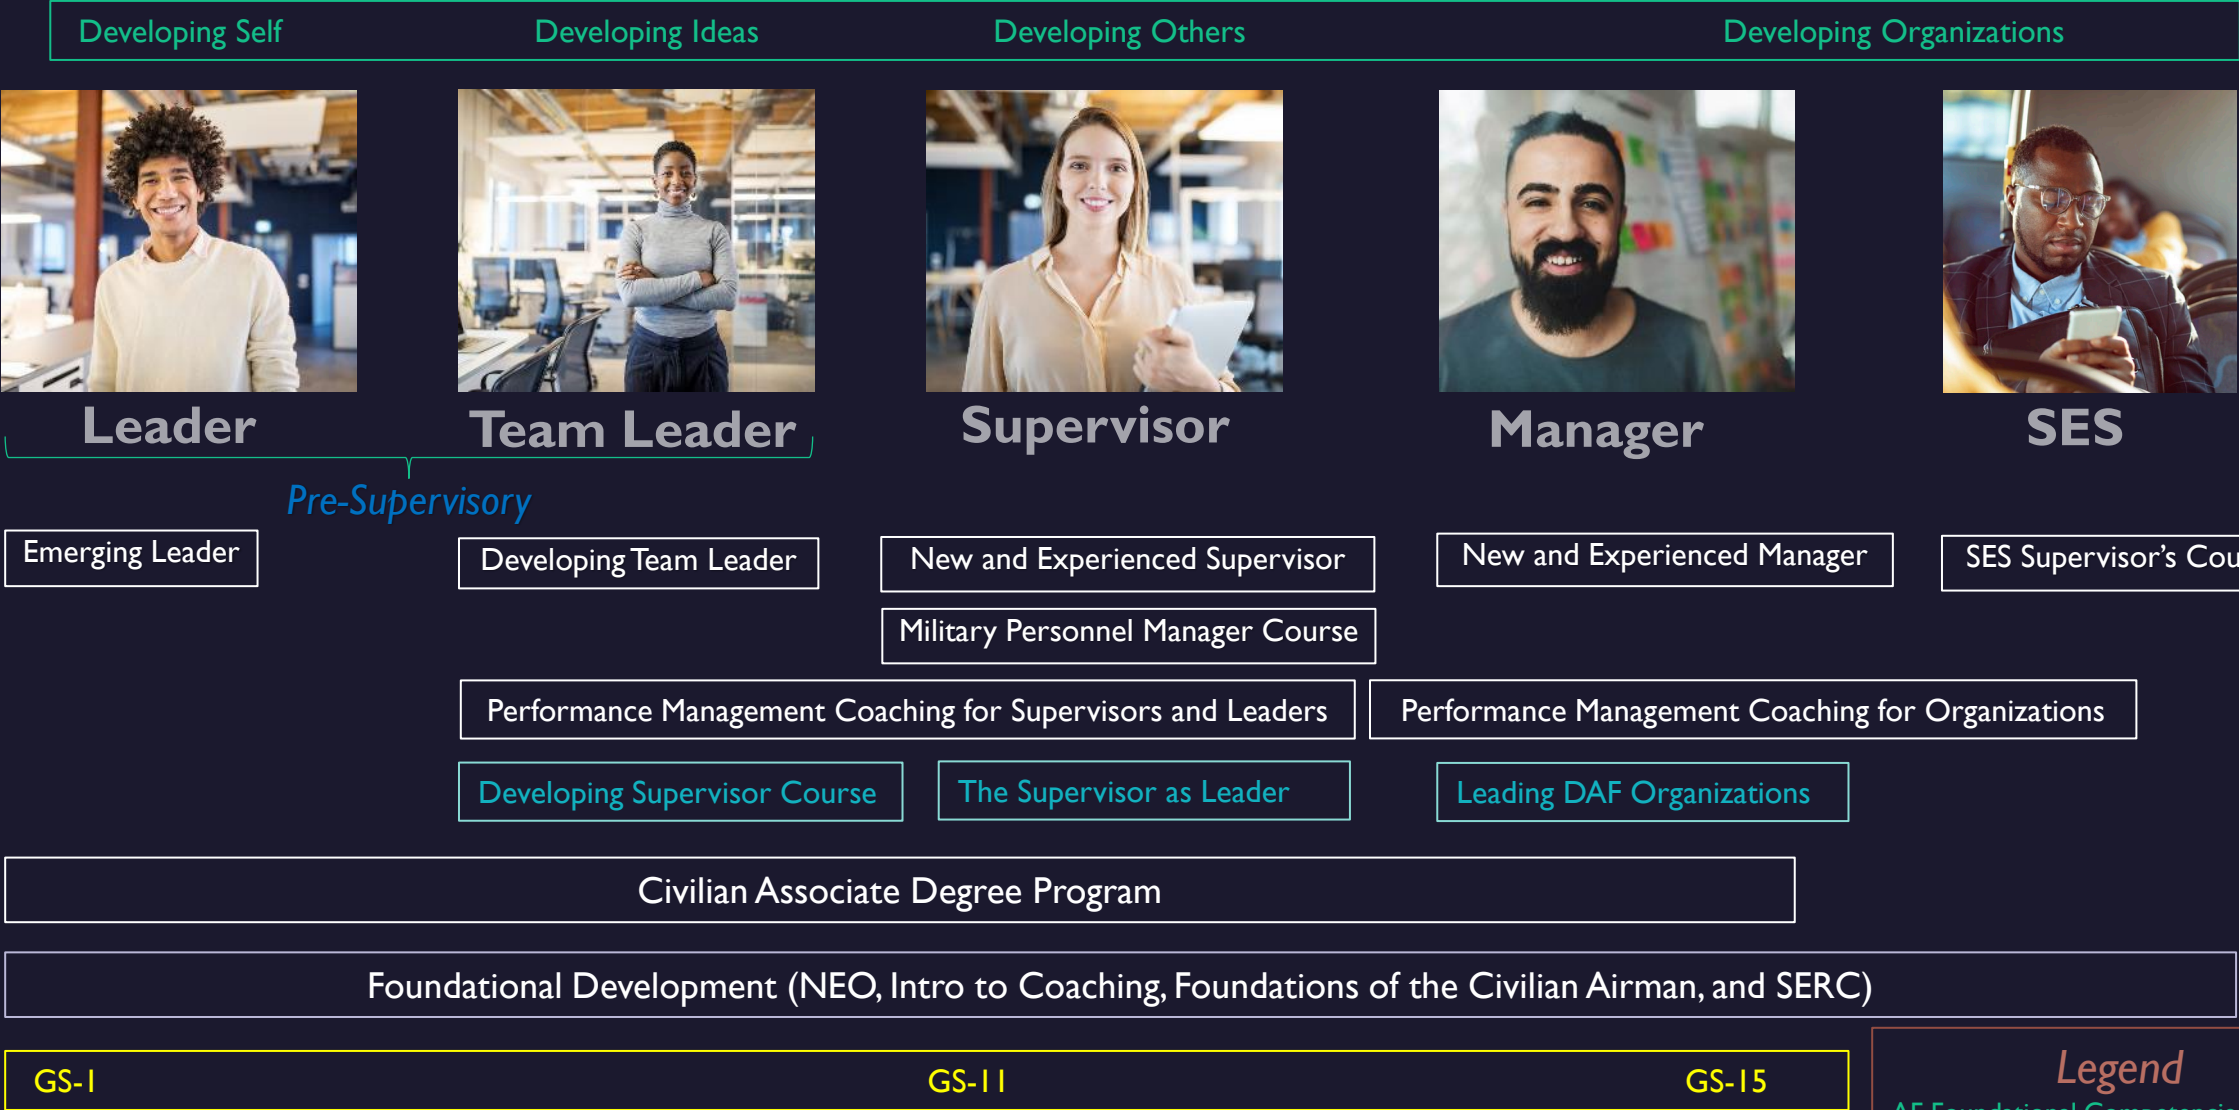 Developing Self
Developing Ideas
Developing Others
Developing Organizations
Leader
Team Leader
Supervisor
Manager
SES
Pre-Supervisory
Emerging Leader
Developing Team Leader
New and Experienced Supervisor
New and Experienced Manager
SES Supervisor's Cou
Military Personnel Manager Course
Performance Management Coaching for Supervisors and Leaders
Performance Management Coaching for Organizations
Developing Supervisor Course
The Supervisor as Leader
Leading DAF Organizations
Civilian Associate Degree Program
Foundational Development (NEO, Intro to Coaching, Foundations of the Civilian Airman, and SERC)
GS-1
GS-11
GS-15
Legend